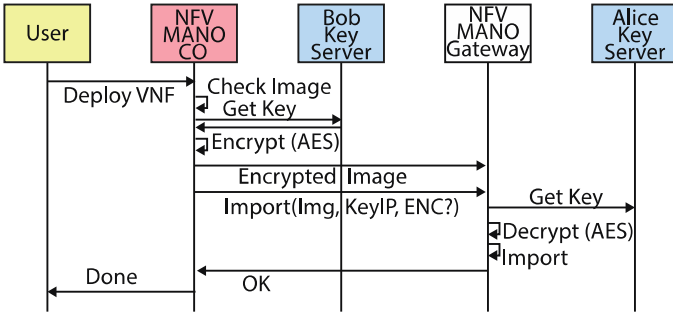 User
NFV
MANO
CO
Bob
Key
Server
NFV
MANO
Gateway
Alice
Key
Server
Deploy VNF
Check Image
Get Key
Encrypt (AES)
Encrypted Image
Import(Img, KeyIP, ENC?)
Get Key
Decrypt (AES)
Import
OK
Done